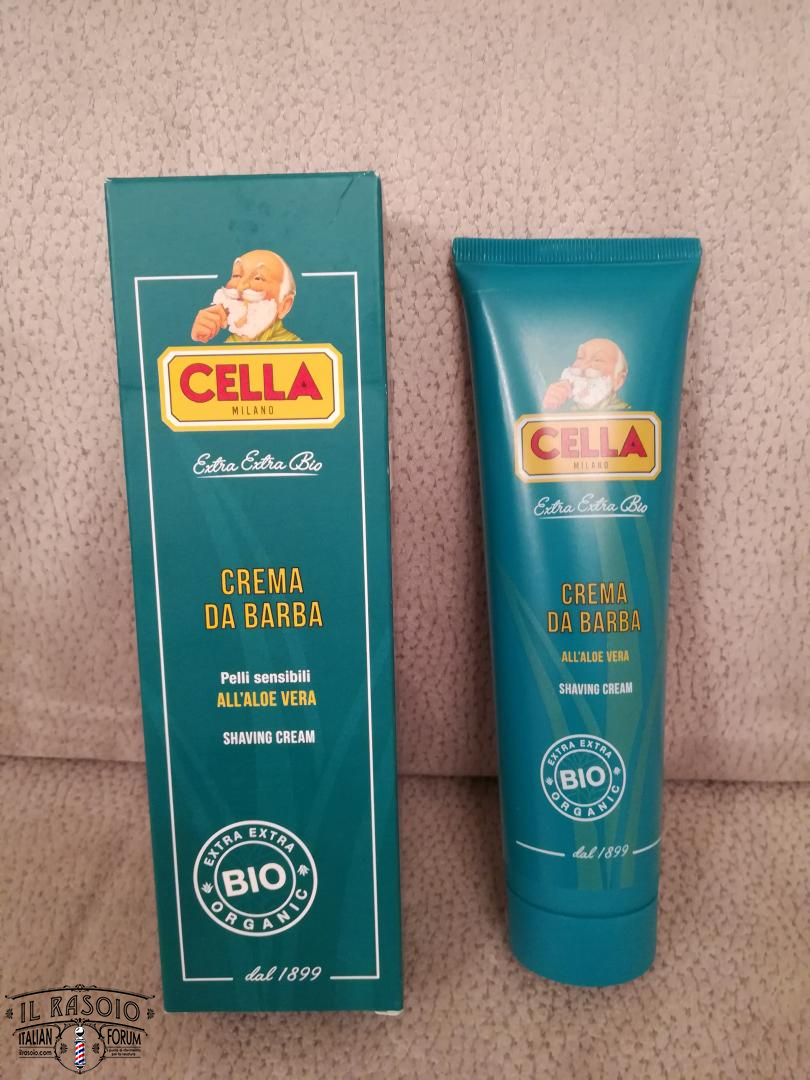 CELLA
MILANO
Extra Extra Bio
CREMA
DA BARBA
Pelli sensibili
ALL'ALOE VERA
SHAVING CREAM
EXTRA EXTRA
BIO
ORGANIC
dal 1899
CELLA
MILANO
Extra Extra Bio
CREMA
DA BARBA
ALL'ALOE VERA
SHAVING CREAM
EXTRA EXTRA
BIO
ORGANIC
dal 1899
IL RASOIO
ITALIAN FORUM
ilrasoio.com